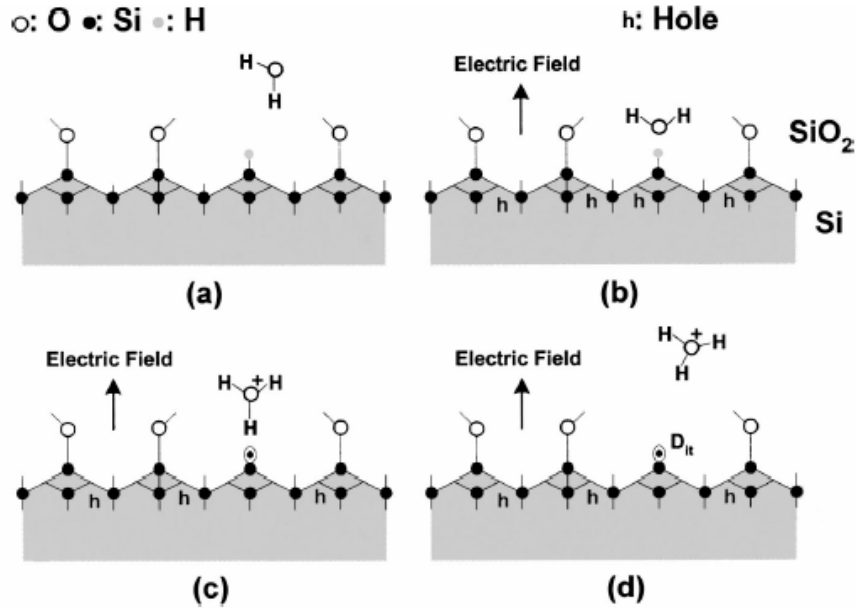 O: O ●: Si ●: H
h: Hole
H
H
(a)
Electric Field
H H
SiO2
h h h h
Si
(b)
Electric Field
H + H
H
h h h
(c)
Electric Field
+
H H
H
Dit
h h h
(d)